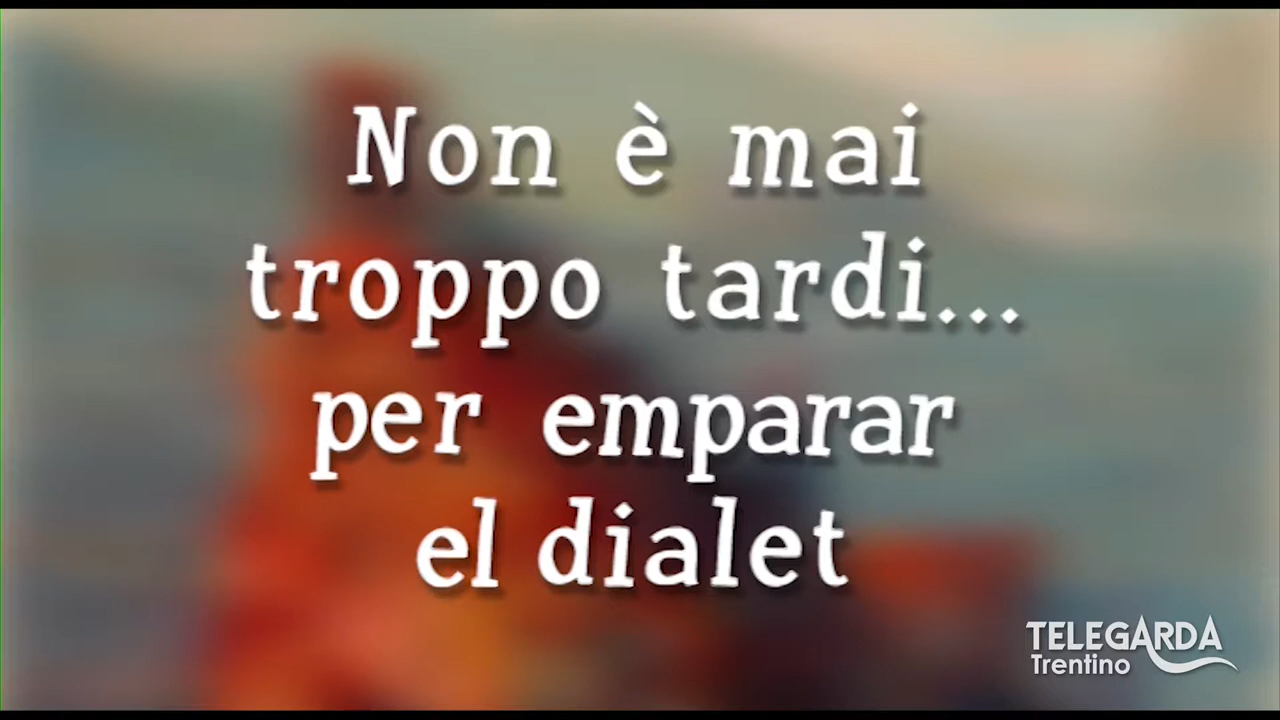 Non è mai
troppo tardi...
per emparar
el dialet
TELEGARDA
Trentino